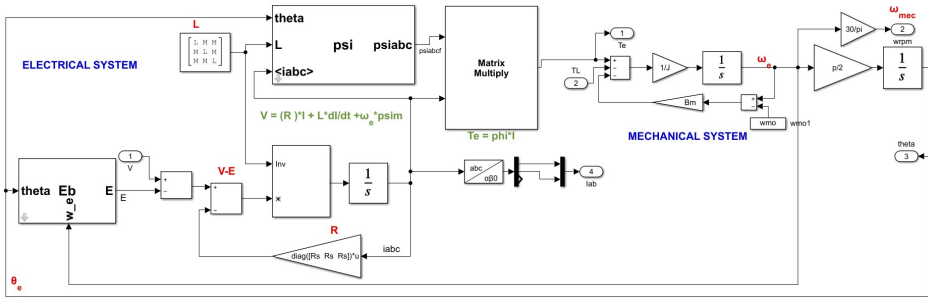 L
L M M
M L M
M M L
ELECTRICAL SYSTEM
theta
L
<iabc>
psi
psiabc
psiabcf
Matrix
Multiply
V = (R )*I + L*dI/dt +ω_e*psim
Te = phi*I
1
Te
TL
2
+
−
−
1/J
1
s
ω_e
Bm
+
−
wmo
wmo1
MECHANICAL SYSTEM
30/pi
ω_mec
2
wrpm
p/2
1
s
theta
3
theta
Eb
w_e
E
E
1
V
+
−
V-E
+
−
Inv
1
s
abc
αβ0
4
Iab
R
diag([Rs Rs Rs])*u
iabc
θ_e